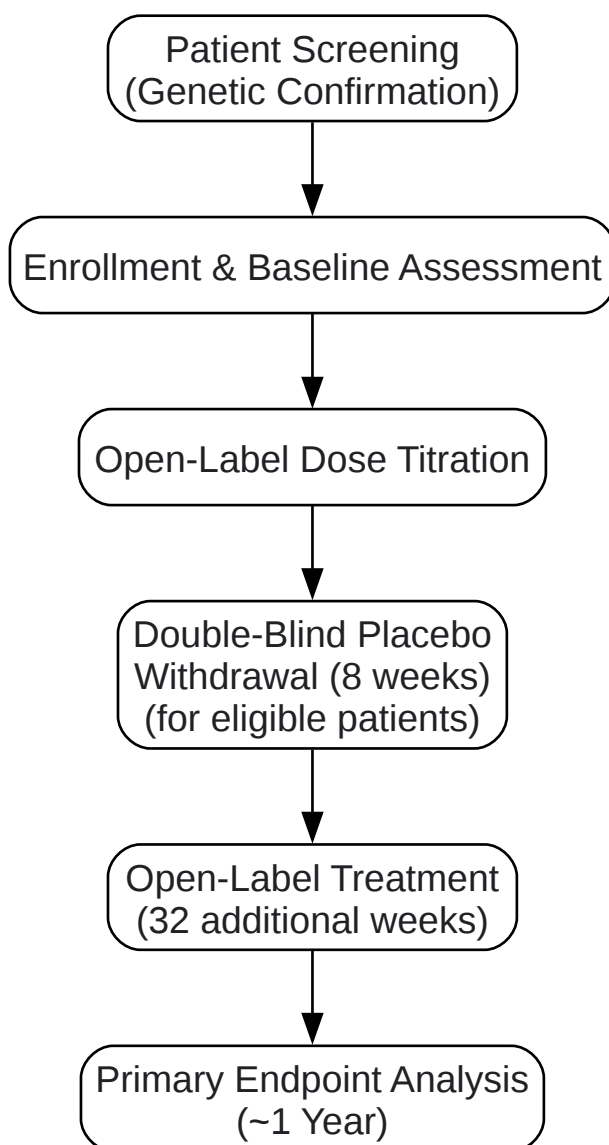 Patient Screening
(Genetic Confirmation)
Enrollment & Baseline Assessment
Open-Label Dose Titration
Double-Blind Placebo
Withdrawal (8 weeks)
(for eligible patients)
Open-Label Treatment
(32 additional weeks)
Primary Endpoint Analysis
(~1 Year)